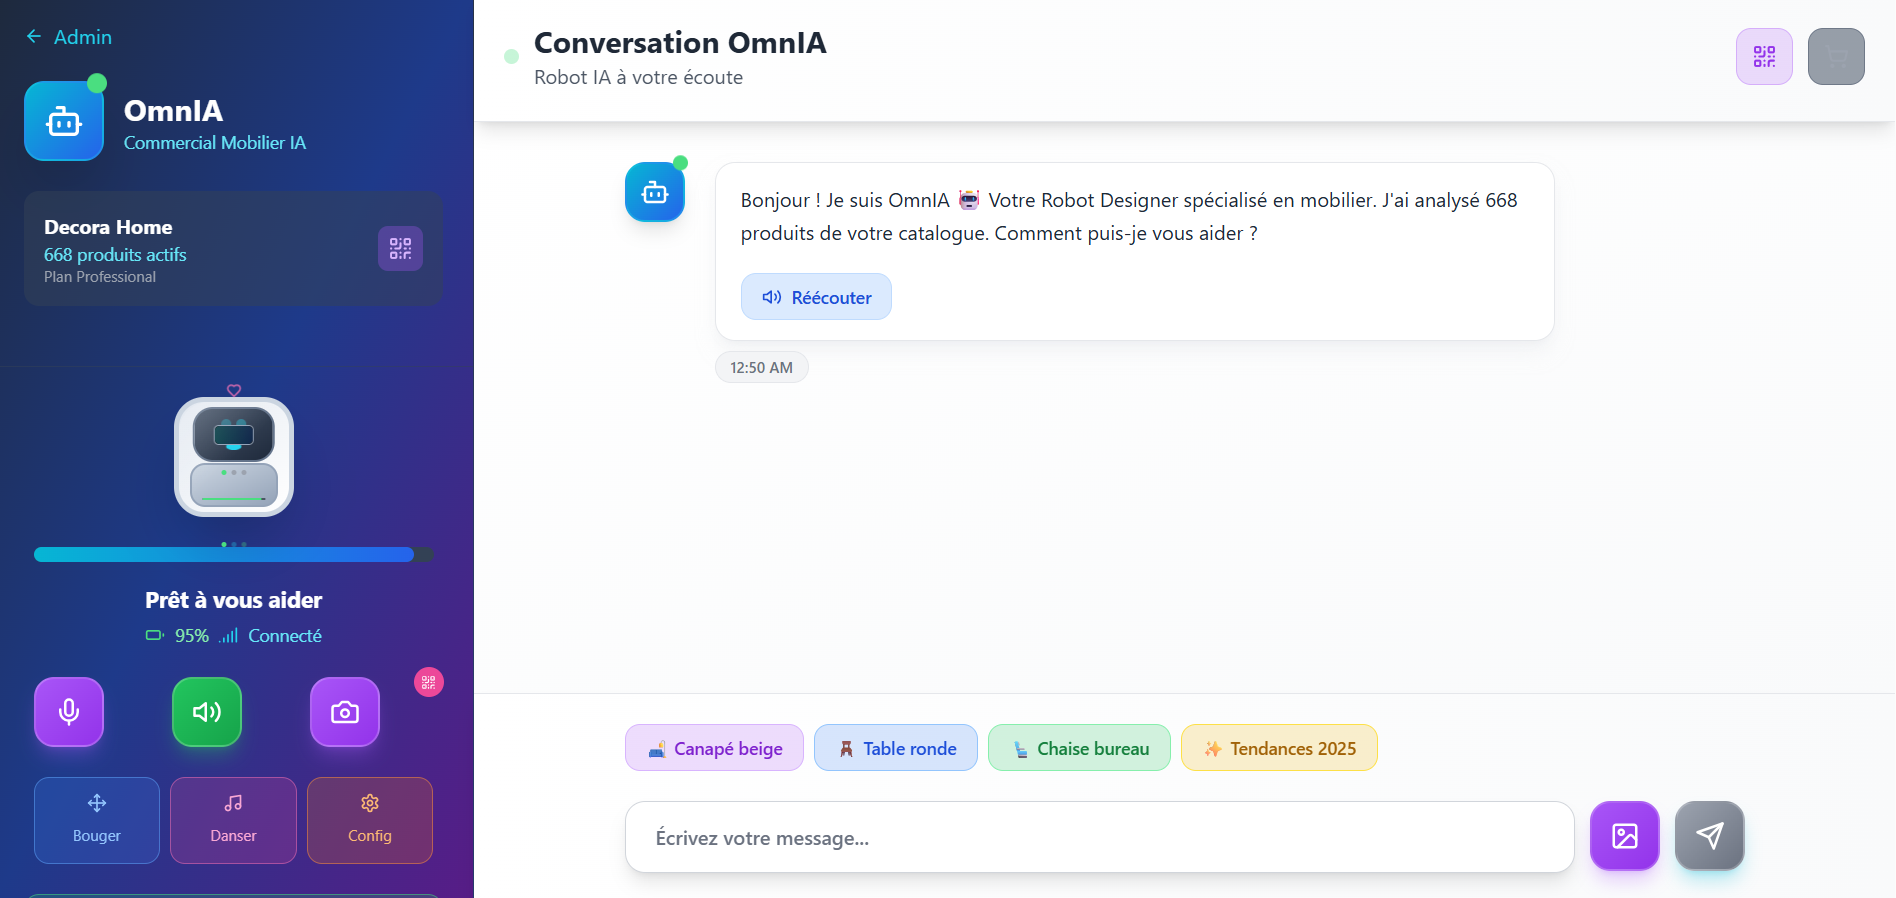 Admin
OmnIA
Commercial Mobilier IA
Decora Home
668 produits actifs
Plan Professional
Prêt à vous aider
95% Connecté
Bouger
Danser
Config
Conversation OmnIA
Robot IA à votre écoute
Bonjour ! Je suis OmnIA 🤖 Votre Robot Designer spécialisé en mobilier. J'ai analysé 668
produits de votre catalogue. Comment puis-je vous aider ?
Réécouter
12:50 AM
🛋️ Canapé beige
🪑 Table ronde
💺 Chaise bureau
✨ Tendances 2025
Écrivez votre message...